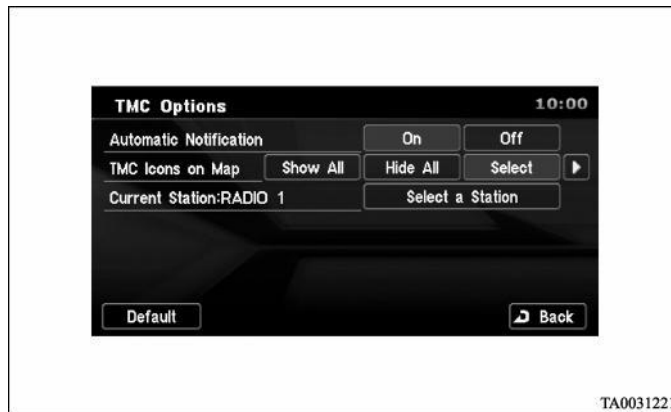 TMC Options 10:00
Automatic Notification On Off
TMC Icons on Map Show All Hide All Select
Current Station:RADIO 1 Select a Station
Default Back
TA003122